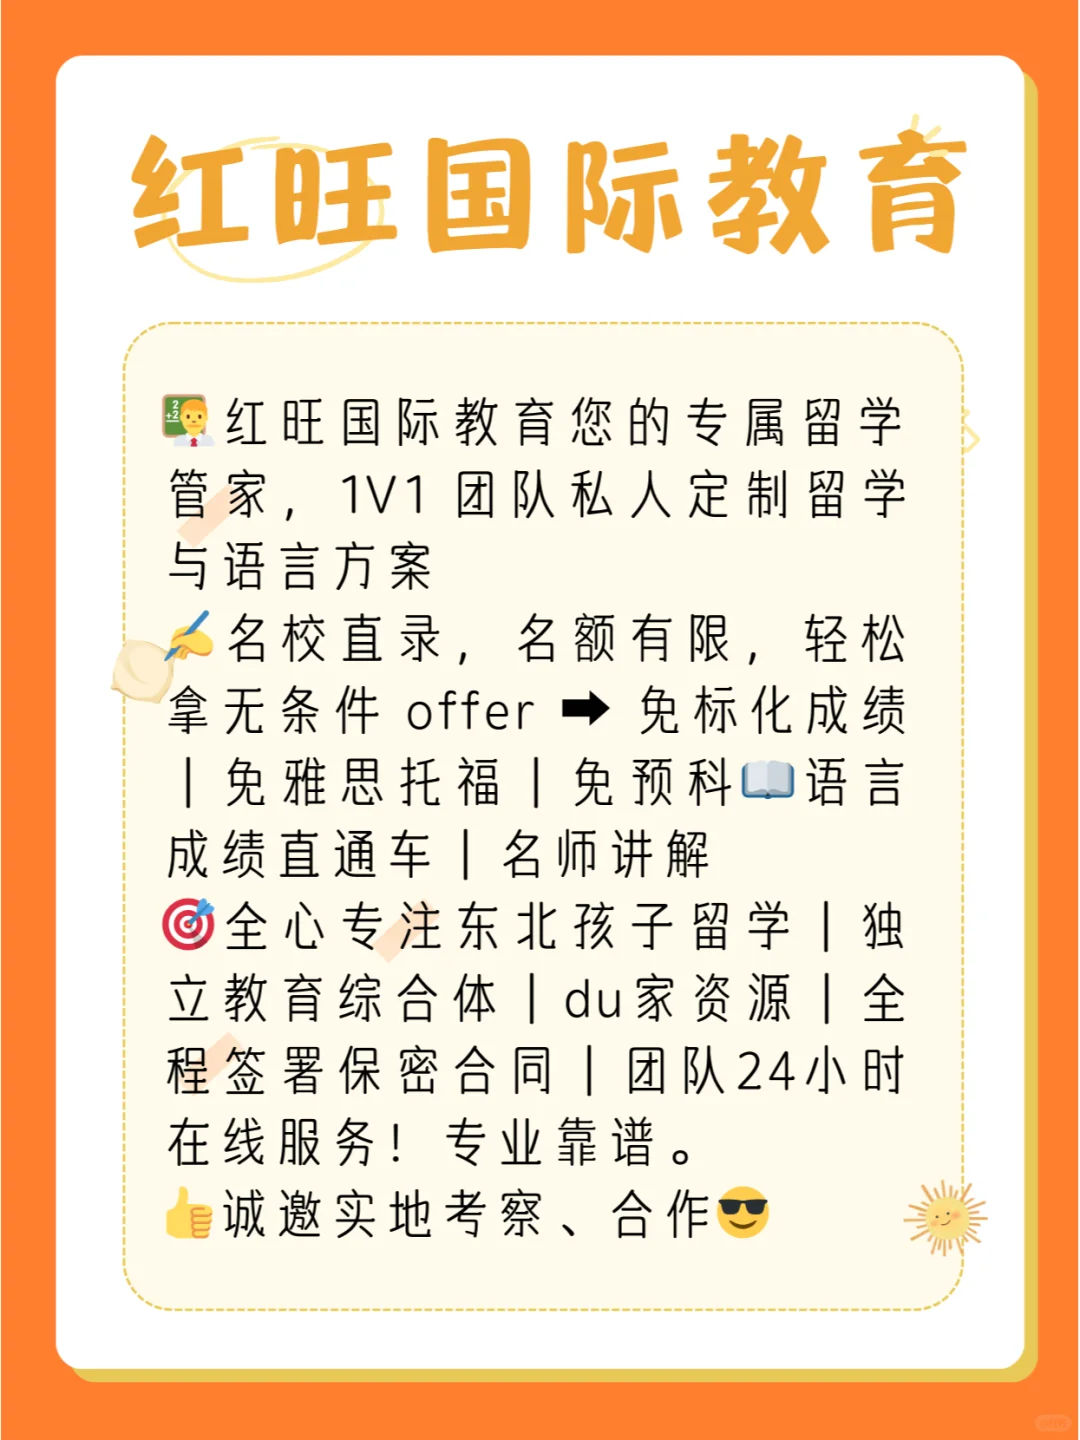 红旺国际教育
👨‍🏫红旺国际教育您的专属留学
管家，1V1 团队私人定制留学
与语言方案
✍️名校直录，名额有限，轻松
拿无条件 offer ➡ 免标化成绩
｜免雅思托福｜免预科📖语言
成绩直通车｜名师讲解
🎯全心专注东北孩子留学｜独
立教育综合体｜du家资源｜全
程签署保密合同｜团队24小时
在线服务！专业靠谱。
👍诚邀实地考察、合作😎